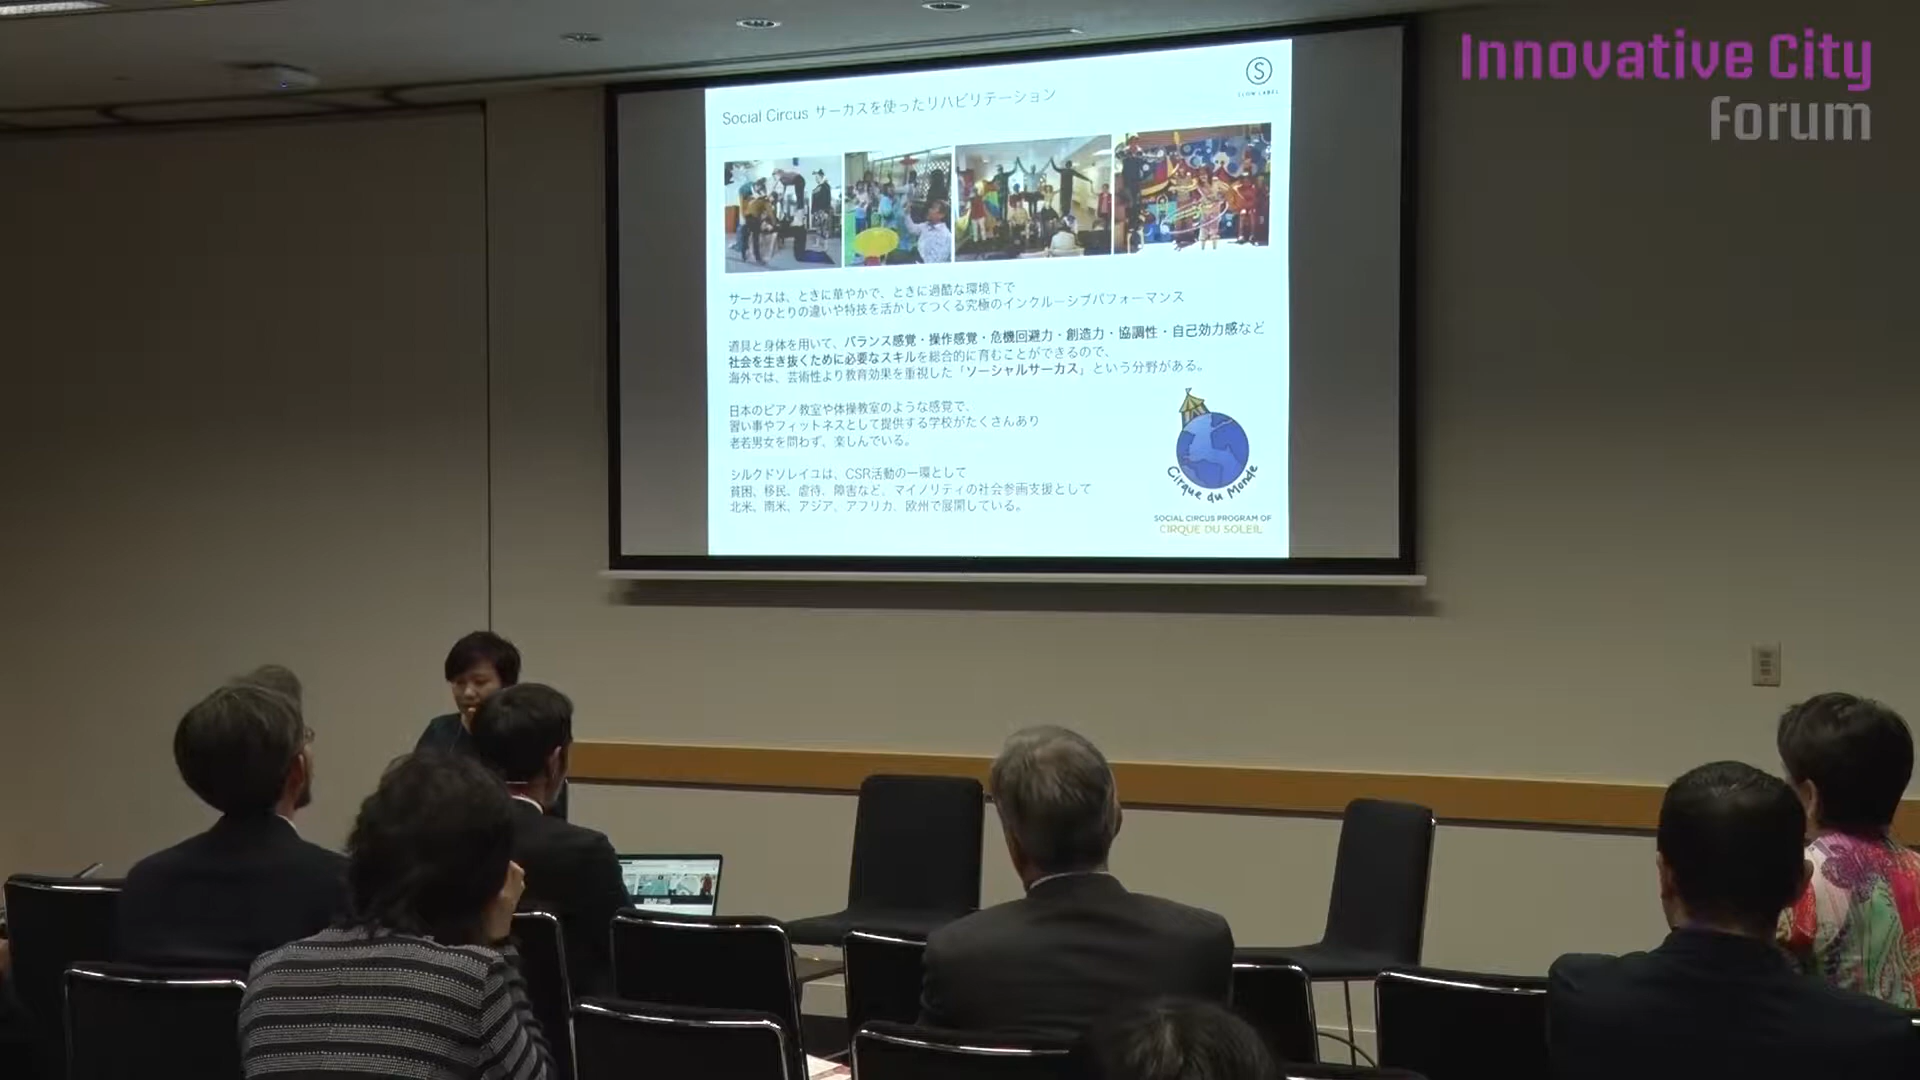 Innovative City
Forum
S
SLOW LABEL
Social Circus サーカスを使ったリハビリテーション
サーカスは、ときに華やかで、ときに過酷な環境下で
ひとりひとりの違いや特技を活かしてつくる究極のインクルーシブパフォーマンス
道具と身体を用いて、バランス感覚・操作感覚・危機回避力・創造力・協調性・自己効力感など
社会を生き抜くために必要なスキルを総合的に育むことができるので、
海外では、芸術性より教育効果を重視した「ソーシャルサーカス」という分野がある。
日本のピアノ教室や体操教室のような感覚で、
習い事やフィットネスとして提供する学校がたくさんあり
老若男女を問わず、楽しんでいる。
シルクドソレイユは、CSR活動の一環として
貧困、移民、虐待、障害など、マイノリティの社会参画支援として
北米、南米、アジア、アフリカ、欧州で展開している。
Cirque du Monde
SOCIAL CIRCUS PROGRAM OF
CIRQUE DU SOLEIL